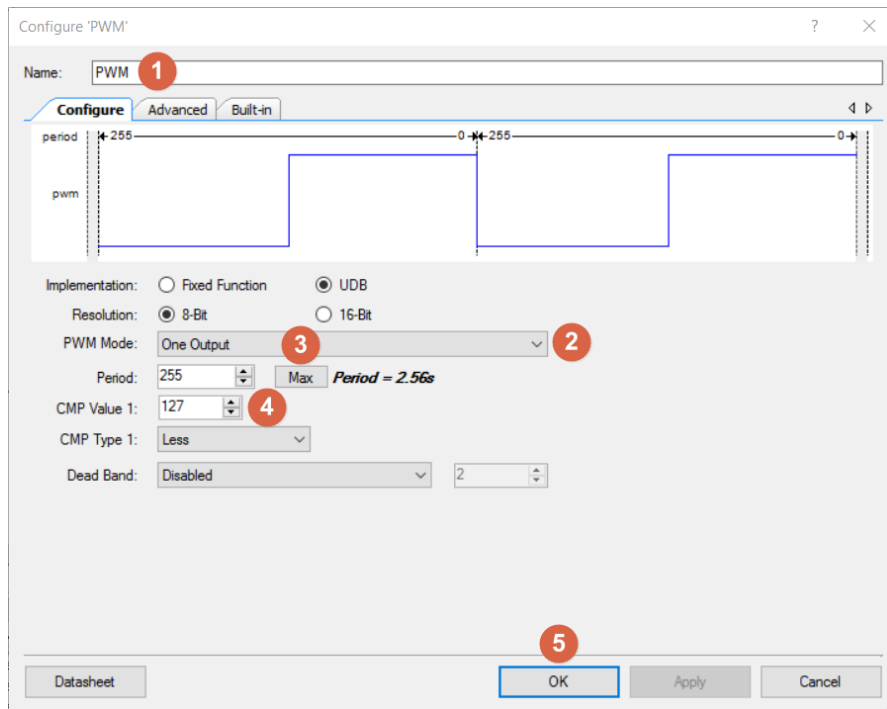 Configure 'PWM' ?
Name: PWM 1
Configure Advanced Built-in
period 255 0 255 0
pwm
Implementation: Fixed Function UDB
Resolution: 8-Bit 16-Bit
PWM Mode: One Output 3 2
Period: 255 Max Period = 2.56s
CMP Value 1: 127 4
CMP Type 1: Less
Dead Band: Disabled 2
5
Datasheet OK Apply Cancel